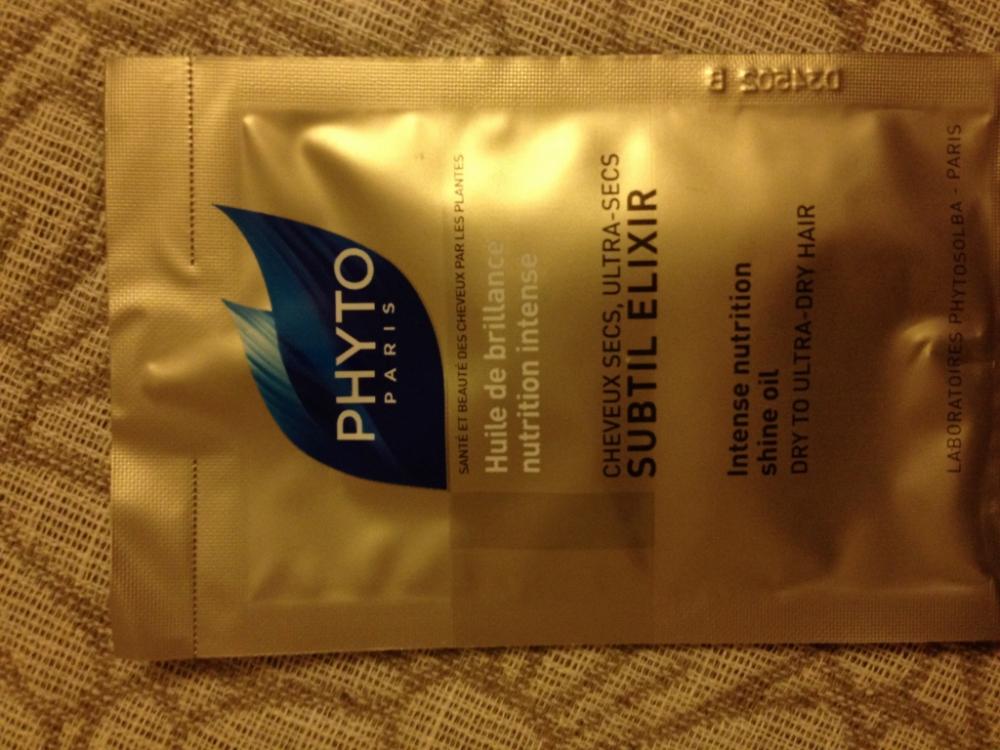 PHYTO
PARIS
SANTÉ ET BEAUTÉ DES CHEVEUX PAR LES PLANTES
Huile de brillance
nutrition intense
CHEVEUX SECS, ULTRA-SECS
SUBTIL ELIXIR
Intense nutrition
shine oil
DRY TO ULTRA-DRY HAIR
LABORATOIRES PHYTOSOLBA - PARIS